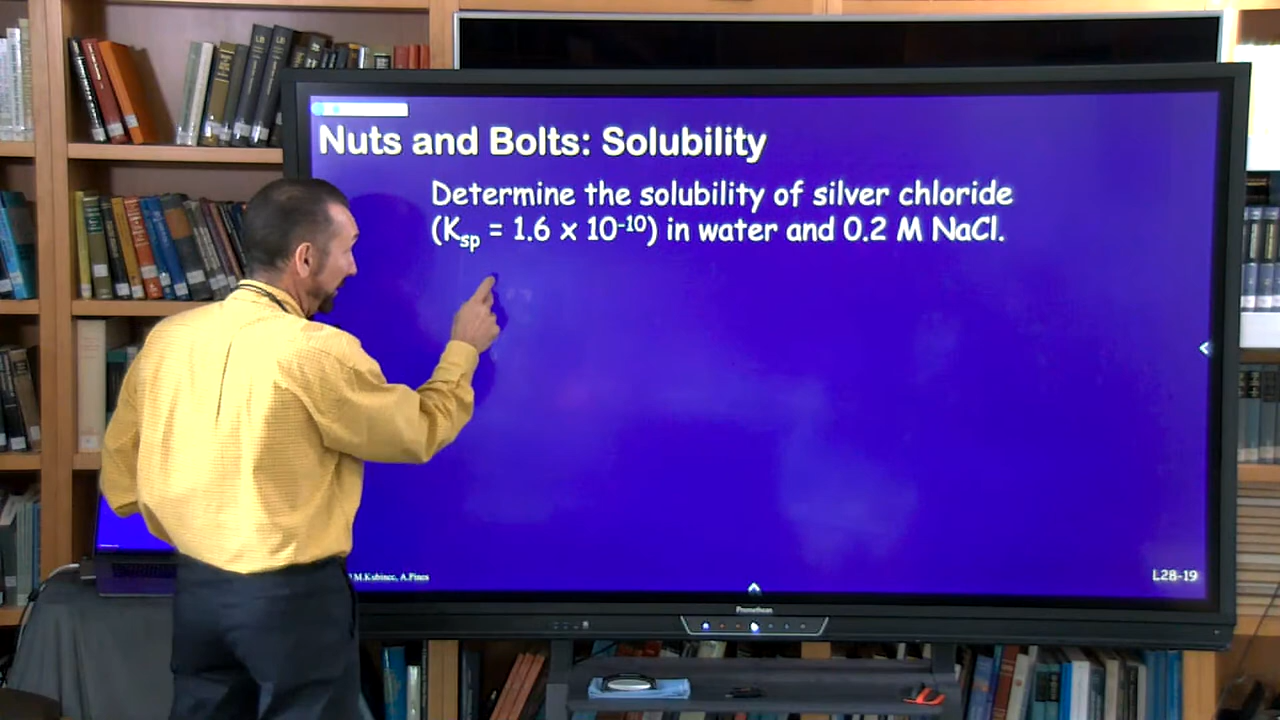 Nuts and Bolts: Solubility
Determine the solubility of silver chloride
(Ksp = 1.6 x 10⁻¹⁰) in water and 0.2 M NaCl.
M.Kubinec, A.Pines
L28-19
Promethean